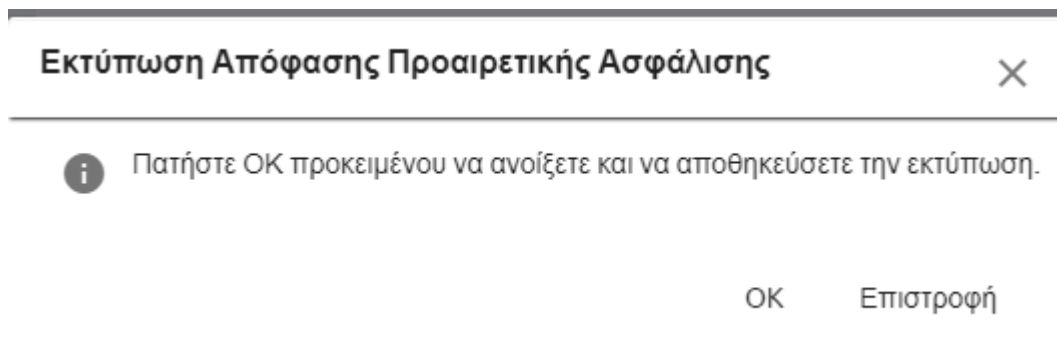 Εκτύπωση Απόφασης Προαιρετικής Ασφάλισης
Πατήστε ΟΚ προκειμένου να ανοίξετε και να αποθηκεύσετε την εκτύπωση.
ΟΚ Επιστροφή